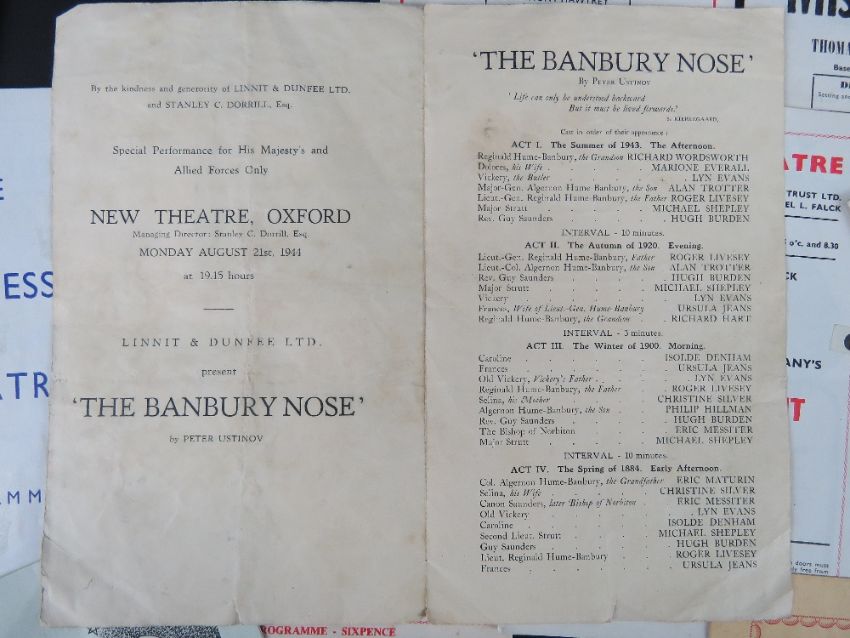 By the kindness and generosity of LINNIT & DUNFEE LTD.
and STANLEY C. DORRILL, Esq.
Special Performance for His Majesty's and
Allied Forces Only
NEW THEATRE, OXFORD
Managing Director: Stanley C. Dorrill, Esq.
MONDAY AUGUST 21st, 1944
at 19.15 hours
LINNIT & DUNFEE LTD.
present
'THE BANBURY NOSE'
by PETER USTINOV
'THE BANBURY NOSE'
By Peter Ustinov
'Life can only be understood backward
But it must be lived forwards.'
S. KIERKEGAARD.
Cast in order of their appearance:
ACT I. The Summer of 1943. The Afternoon.
Reginald Hume-Banbury, the Grandson RICHARD WORDSWORTH
Dolores, his Wife . . . . . MARIONE EVERALL
Vickery, the Butler . . . . . LYN EVANS
Major-Gen. Algernon Hume Banbury, the Son ALAN TROTTER
Lieut.-Gen. Reginald Hume-Banbury, the Father ROGER LIVESEY
Major Strutt . . . . . MICHAEL SHEPLEY
Rev. Guy Saunders . . . . . HUGH BURDEN
INTERVAL - 10 minutes.
ACT II. The Autumn of 1920. Evening.
Lieut.-Gen. Reginald Hume-Banbury, Father ROGER LIVESEY
Lieut.-Col. Algernon Hume-Banbury, the Son ALAN TROTTER
Rev. Guy Saunders . . . . . HUGH BURDEN
Major Strutt . . . . . MICHAEL SHEPLEY
Vickery . . . . . LYN EVANS
Frances, Wife of Lieut.-Gen. Hume-Banbury URSULA JEANS
Reginald Hume-Banbury, the Grandson . . RICHARD HART
INTERVAL - 3 minutes.
ACT III. The Winter of 1900. Morning.
Caroline . . . . . ISOLDE DENHAM
Frances . . . . . URSULA JEANS
Old Vickery, Vickery's Father . . . . LYN EVANS
Reginald Hume-Banbury, the Father . . ROGER LIVESEY
Selina, his Mother . . . . CHRISTINE SILVER
Algernon Hume-Banbury, the Son . . PHILIP HILLMAN
Rev. Guy Saunders . . . . . HUGH BURDEN
The Bishop of Norbiton . . . . ERIC MESSITER
Major Strutt . . . . . MICHAEL SHEPLEY
INTERVAL - 10 minutes.
ACT IV. The Spring of 1884. Early Afternoon.
Col. Algernon Hume-Banbury, the Grandfather ERIC MATURIN
Selina, his Wife . . . . . CHRISTINE SILVER
Canon Saunders, later Bishop of Norbiton . ERIC MESSITER
Old Vickery . . . . . LYN EVANS
Caroline . . . . . ISOLDE DENHAM
Second Lieut. Strutt . . . . MICHAEL SHEPLEY
Guy Saunders . . . . . HUGH BURDEN
Lieut. Reginald Hume-Banbury . . ROGER LIVESEY
Frances . . . . . URSULA JEANS
ESS
ATR
AMM
THOMA
Base
ATRE
TRUST LTD.
EL L. FALCK
o'c. and 8.30
CK
ANY'S
doors must
ROGRAMME - SIXPENCE